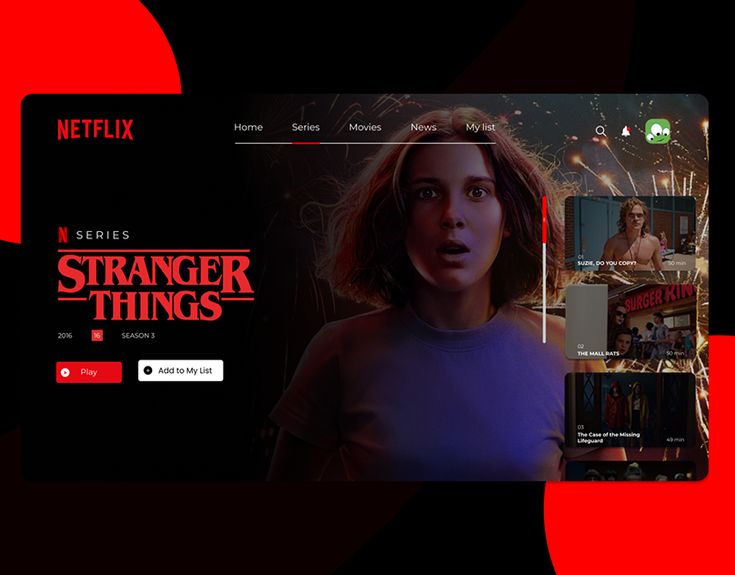 NETFLIX
Home Series Movies News My list
N SERIES
STRANGER
THINGS
2016 16 SEASON 3
Play Add to My List
01
SUZIE, DO YOU COPY? 50 min
BURGER KIN
02
THE MALL RATS 50 min
03
The Case of the Missing
Lifeguard 49 min